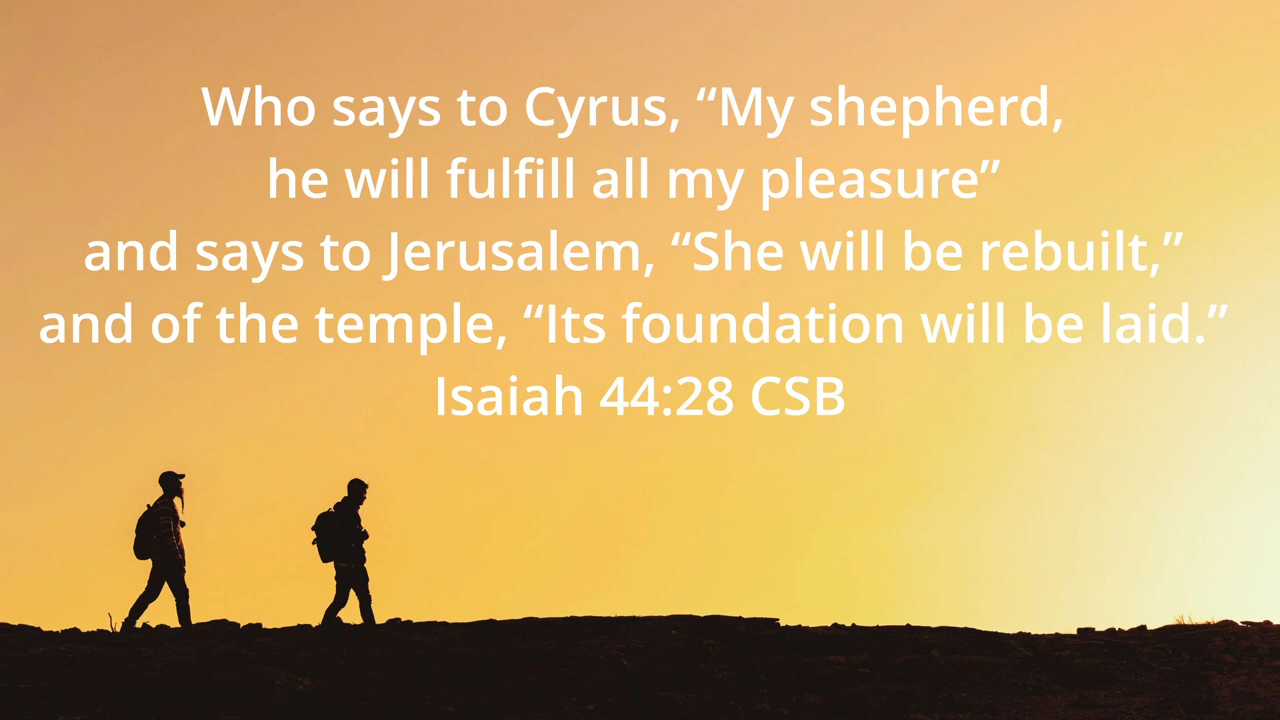 Who says to Cyrus, “My shepherd,
he will fulfill all my pleasure”
and says to Jerusalem, “She will be rebuilt,”
and of the temple, “Its foundation will be laid.”
Isaiah 44:28 CSB